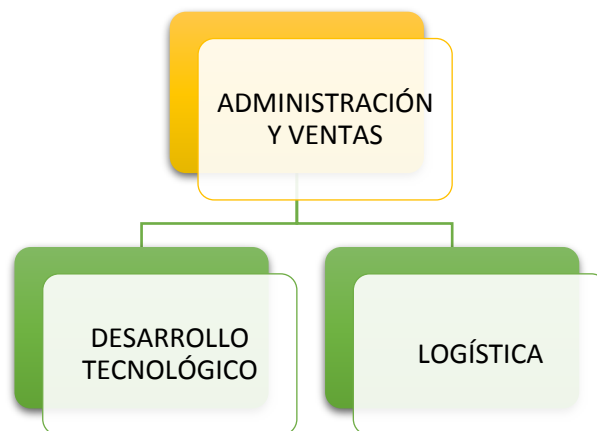 ADMINISTRACIÓN
Y VENTAS
DESARROLLO
TECNOLÓGICO
LOGÍSTICA